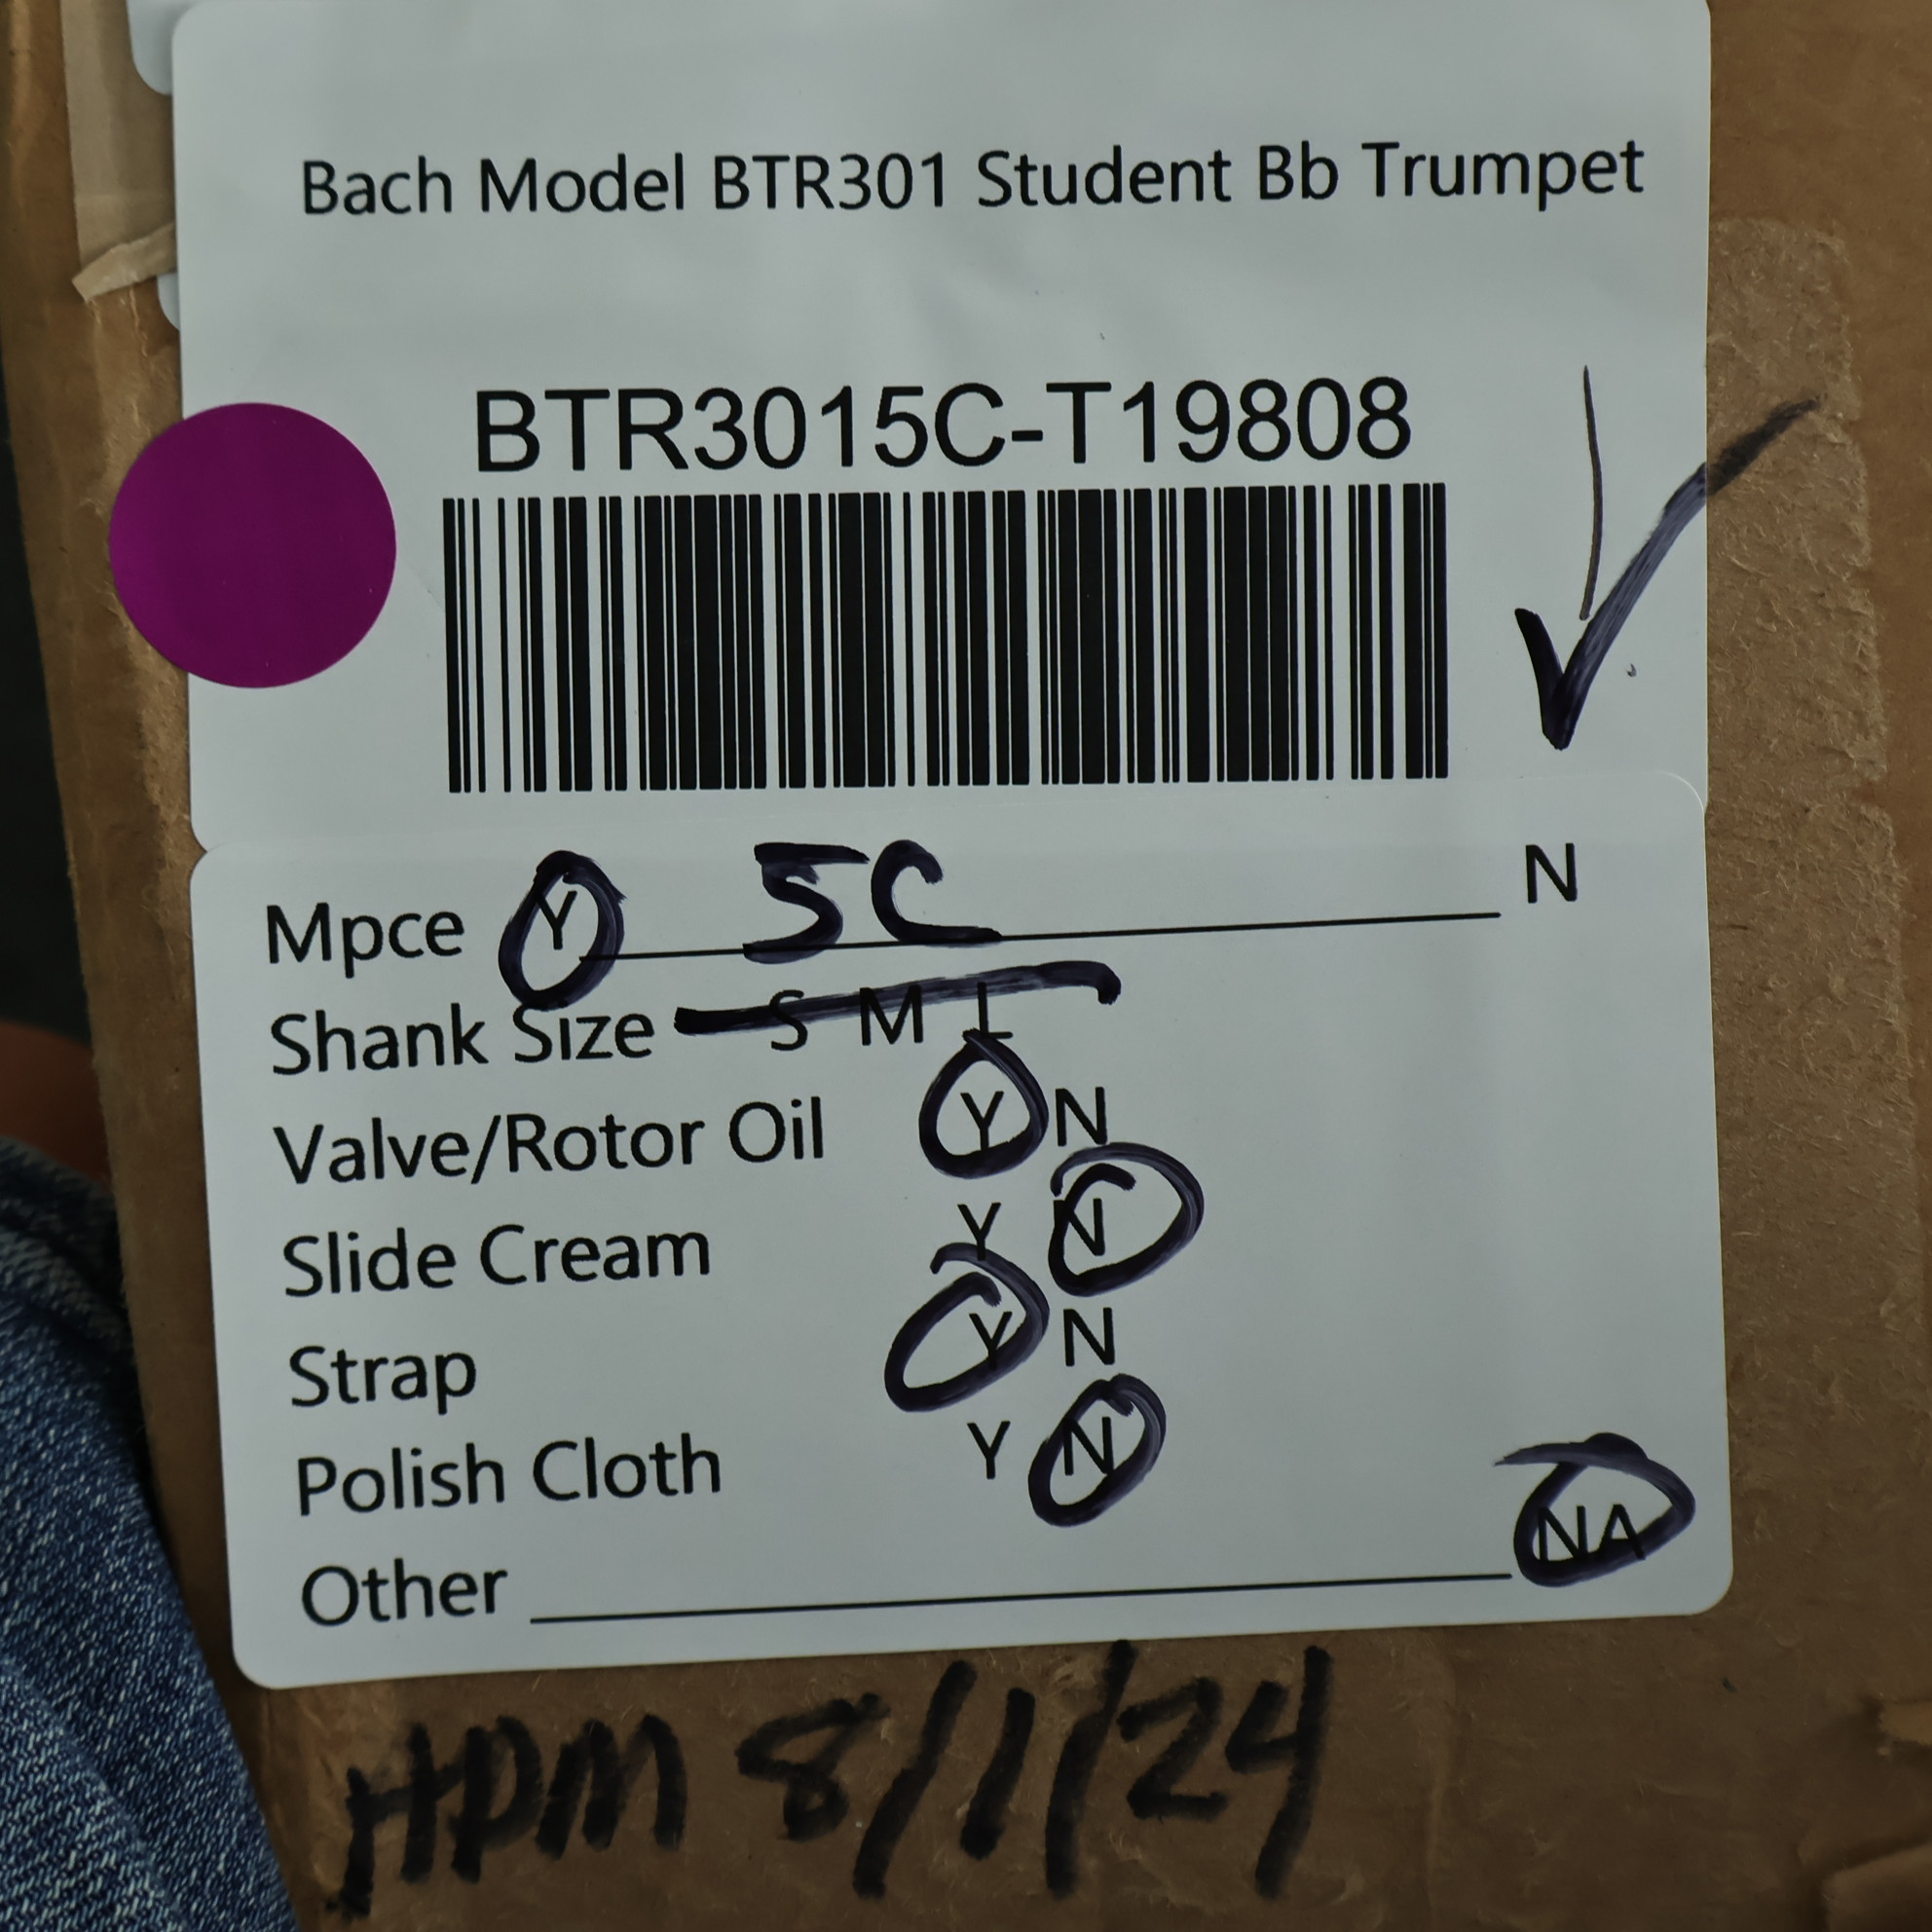 Bach Model BTR301 Student Bb Trumpet
BTR3015C-T19808
Mpce Y 5C N
Shank Size S M L
Valve/Rotor Oil Y N
Slide Cream Y N
Strap Y N
Polish Cloth Y N
Other NA
HDM 8/1/24